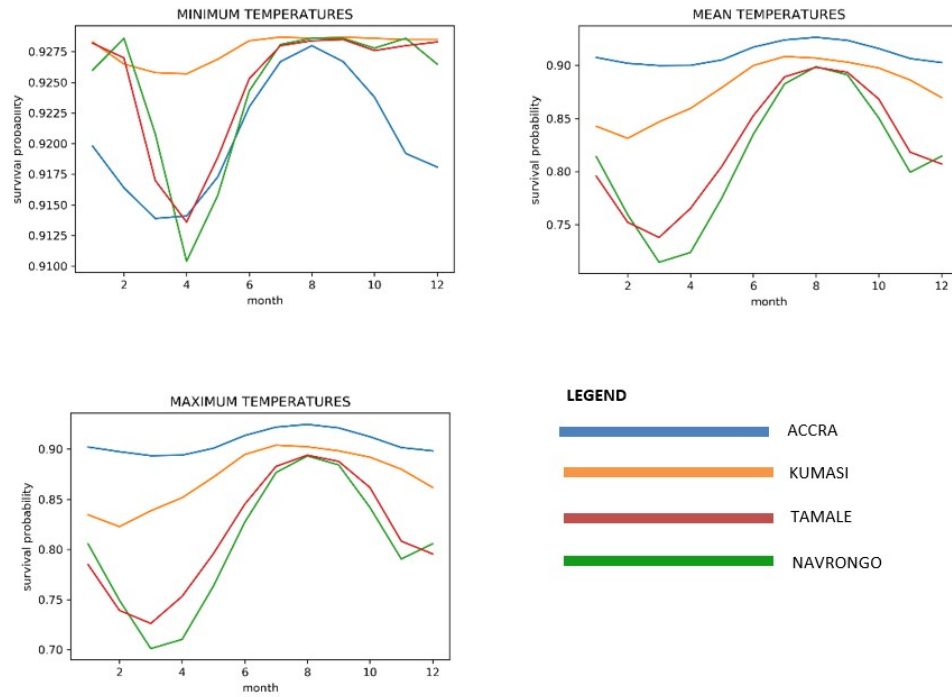 MINIMUM TEMPERATURES
survival probability
0.9275
0.9250
0.9225
0.9200
0.9175
0.9150
0.9125
0.9100
2 4 6 8 10 12
month
MEAN TEMPERATURES
survival probability
0.90
0.85
0.80
0.75
2 4 6 8 10 12
month
MAXIMUM TEMPERATURES
survival probability
0.90
0.85
0.80
0.75
0.70
2 4 6 8 10 12
month
LEGEND
ACCRA
KUMASI
TAMALE
NAVRONGO